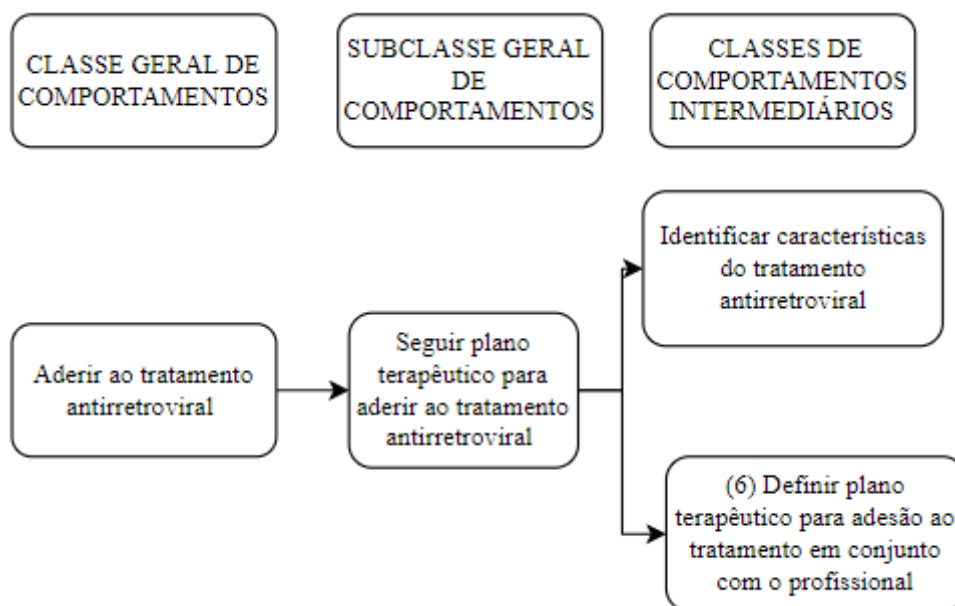 CLASSE GERAL DE
COMPORTAMENTOS
SUBCLASSE GERAL
DE
COMPORTAMENTOS
CLASSES DE
COMPORTAMENTOS
INTERMEDIÁRIOS
Aderir ao tratamento
antirretroviral
Seguir plano
terapêutico para
aderir ao tratamento
antirretroviral
Identificar características
do tratamento
antirretroviral
(6) Definir plano
terapêutico para adesão ao
tratamento em conjunto
com o profissional